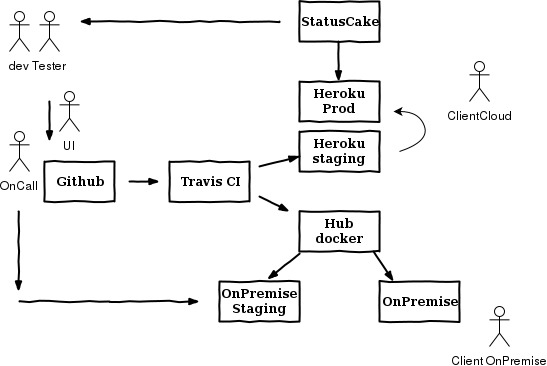 StatusCake
dev Tester
Heroku
Prod
ClientCloud
UI
Heroku
staging
OnCall
Github
Travis CI
Hub
docker
OnPremise
Staging
OnPremise
Client OnPremise